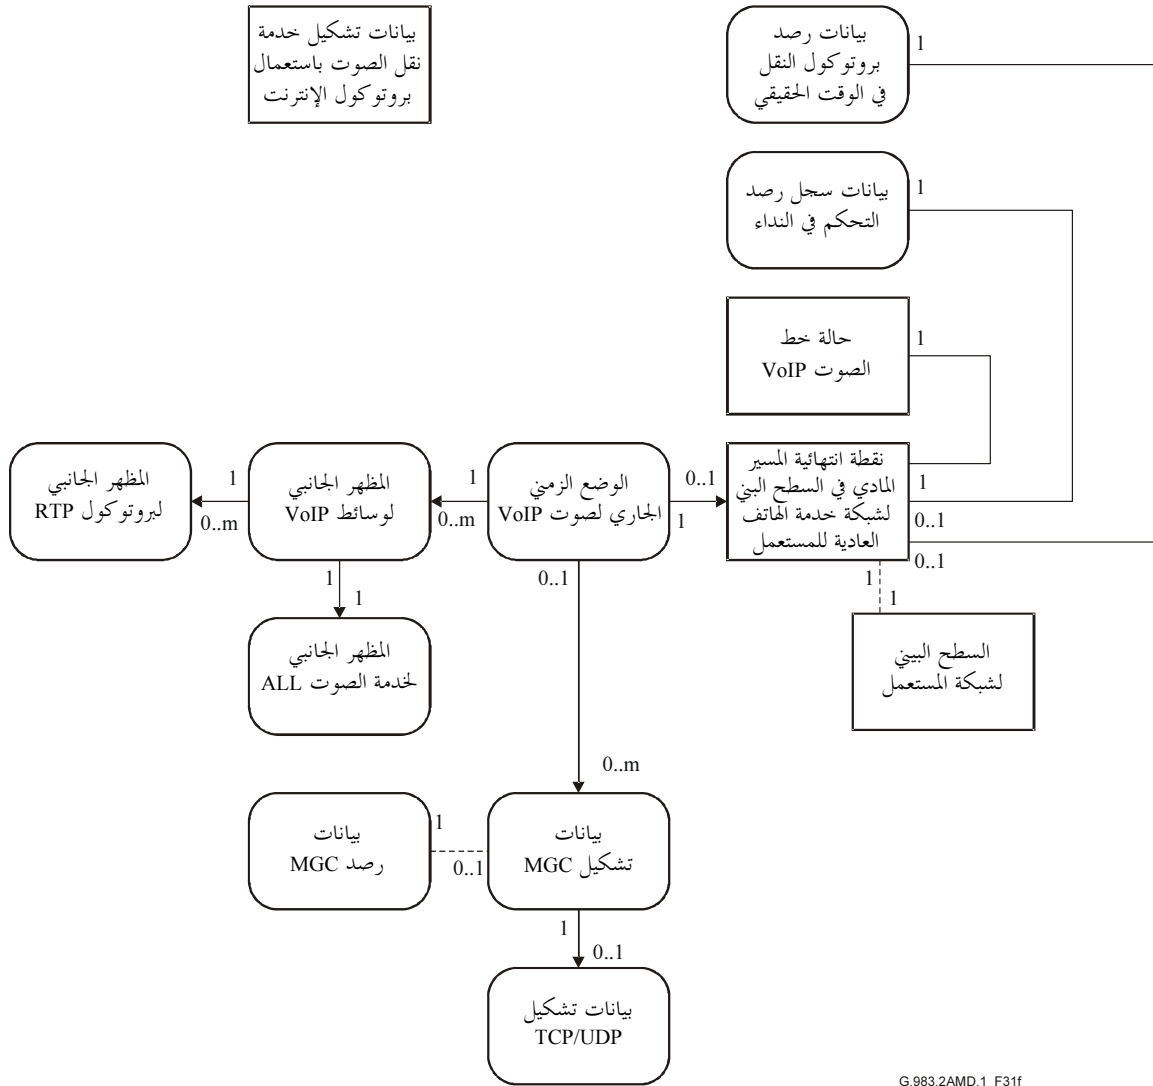 بيانات تشكيل خدمة
نقل الصوت باستعمال
بروتوكول الإنترنت
بيانات رصد
بروتوكول النقل
في الوقت الحقيقي
1
بيانات سجل رصد
التحكم في النداء
1
حالة خط
الصوت VoIP
1
المظهر الجانبي
لبروتوكول RTP
1
0..m
المظهر الجانبي
لوسائط VoIP
1
0..m
الوضع الزمني
الجاري لصوت VoIP
0..1
1
نقطة انتهائية المسير
المادي في السطح البني
لشبكة خدمة الهاتف
العادية للمستعمل
1
0..1
0..1
1
1
0..1
1
1
المظهر الجانبي
لخدمة الصوت ALL
السطح البيني
لشبكة المستعمل
0..m
بيانات
رصد MGC
1
0..1
بيانات
تشكيل MGC
1
0..1
بيانات تشكيل
TCP/UDP
G.983.2AMD.1_F31f